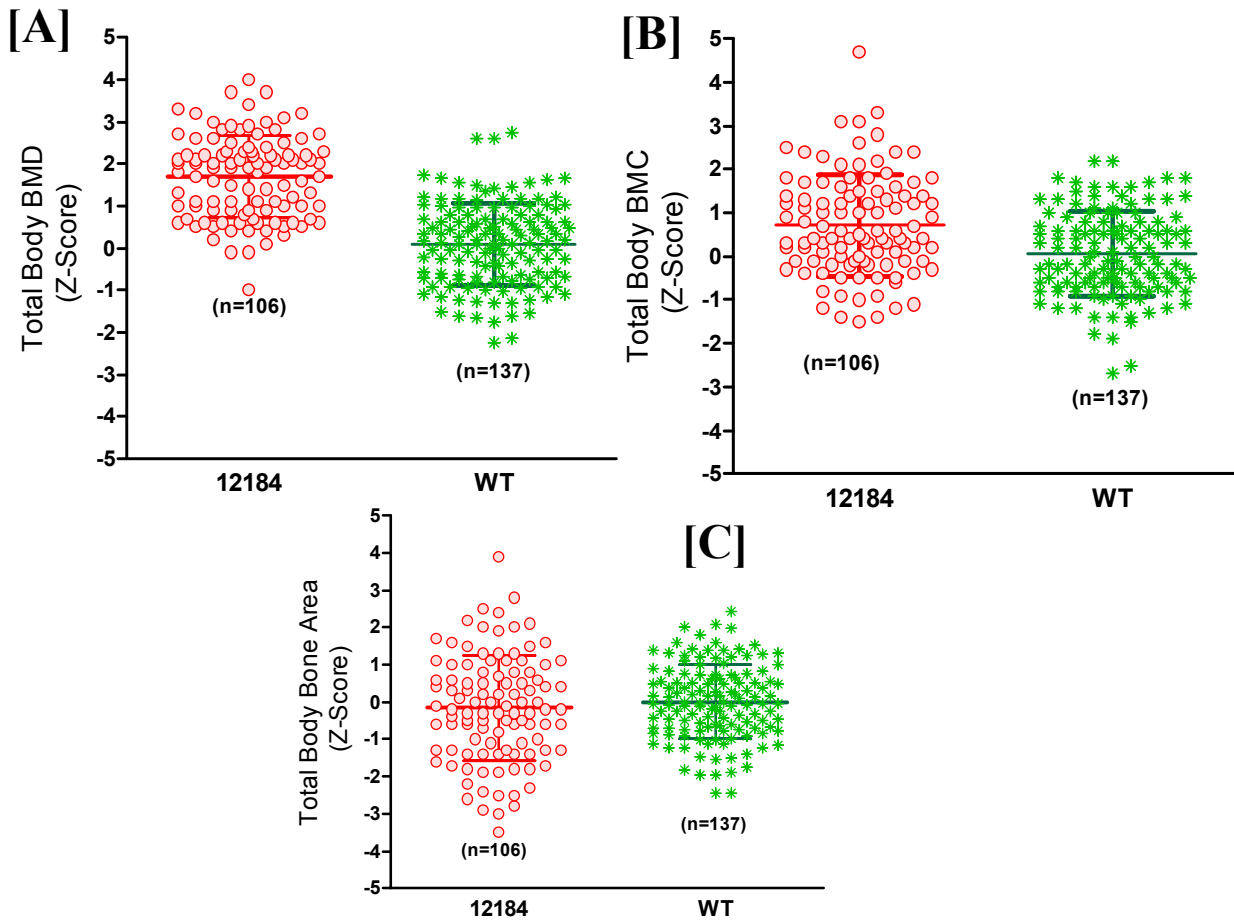 [A]
Total Body BMD
(Z-Score)
5
4
3
2
1
0
-1
-2
-3
-4
-5
(n=106)
(n=137)
12184
WT
[B]
Total Body BMC
(Z-Score)
5
4
3
2
1
0
-1
-2
-3
-4
-5
(n=106)
(n=137)
12184
WT
[C]
Total Body Bone Area
(Z-Score)
5
4
3
2
1
0
-1
-2
-3
-4
-5
(n=106)
(n=137)
12184
WT